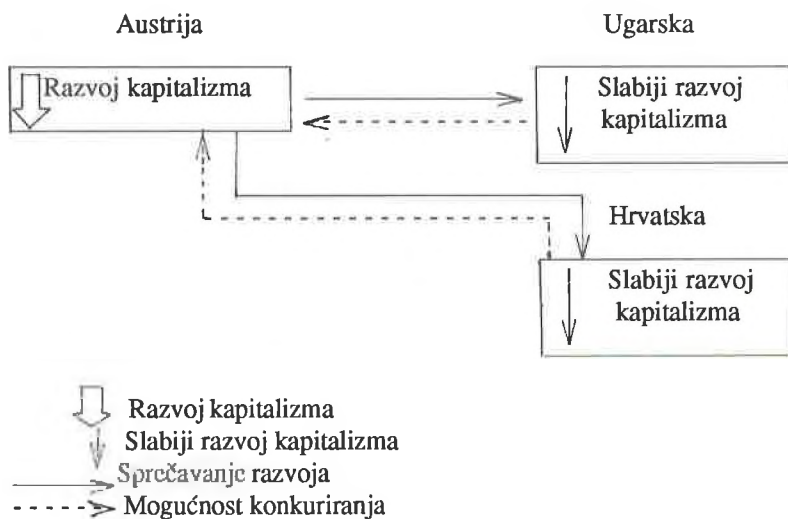 Austrija
Ugarska
Razvoj kapitalizma
Slabiji razvoj
kapitalizma
Hrvatska
Slabiji razvoj
kapitalizma
Razvoj kapitalizma
Slabiji razvoj kapitalizma
Sprečavanje razvoja
Mogućnost konkuriranja